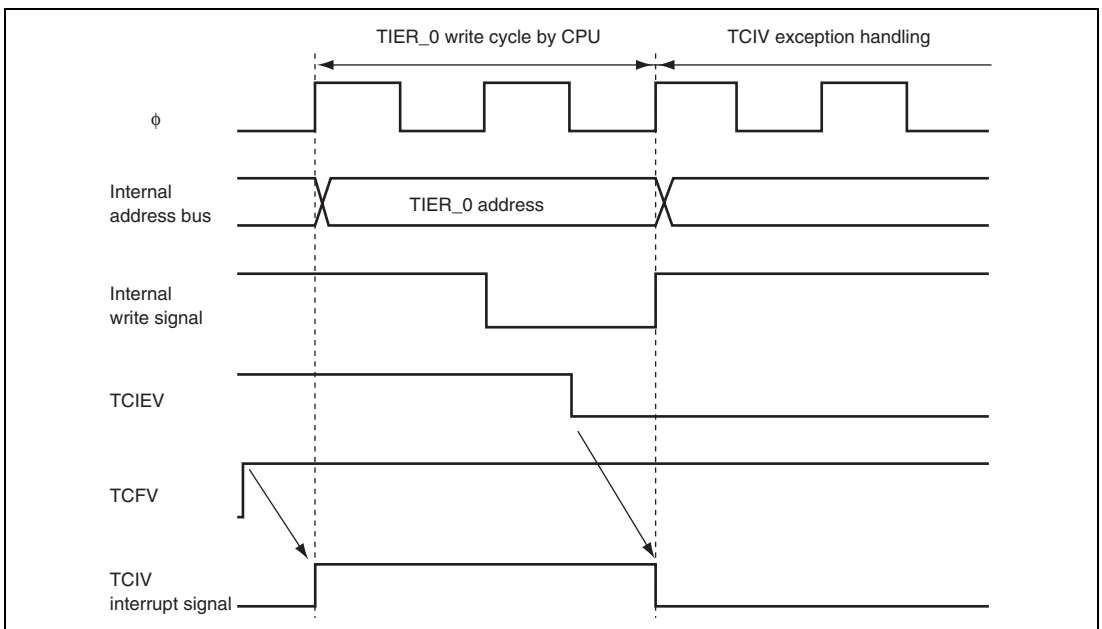 TIER_0 write cycle by CPU
TCIV exception handling
φ
Internal
address bus
TIER_0 address
Internal
write signal
TCIEV
TCFV
TCIV
interrupt signal